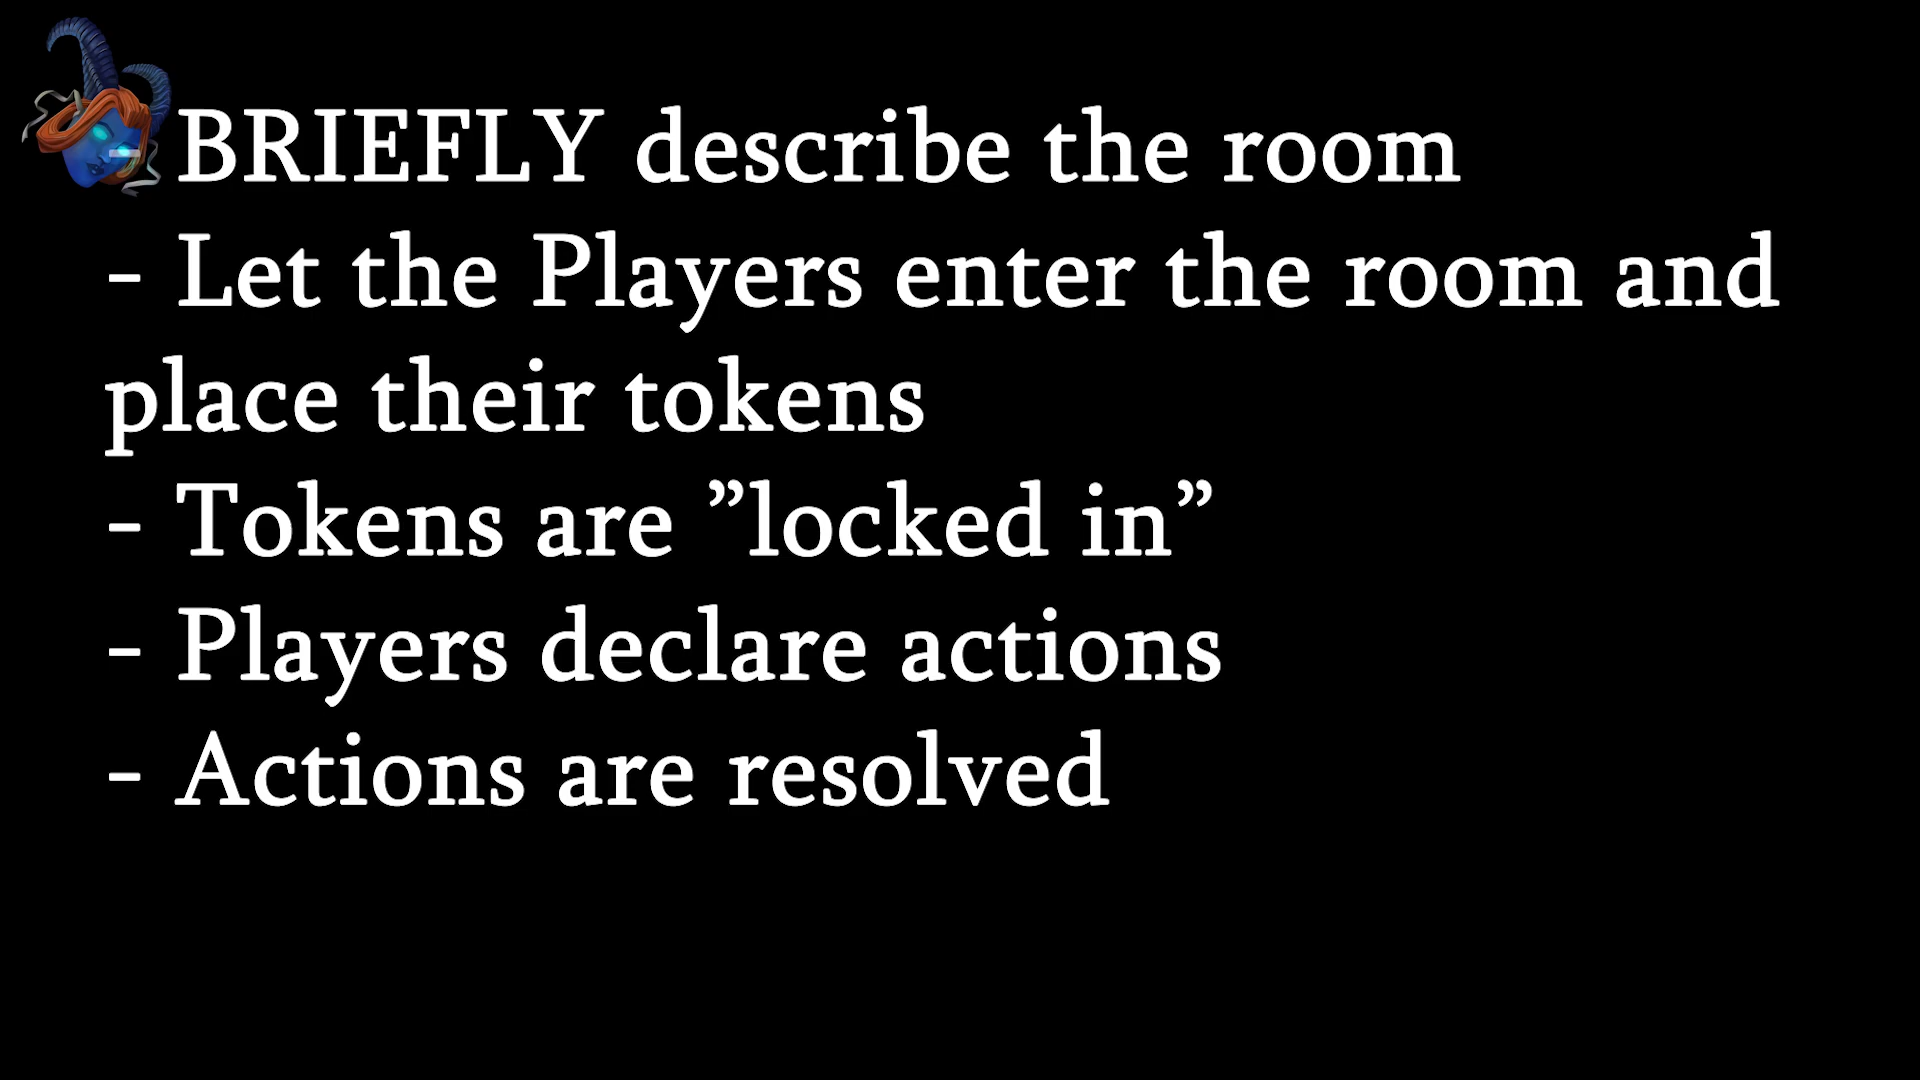 - BRIEFLY describe the room
- Let the Players enter the room and
place their tokens
- Tokens are ”locked in”
- Players declare actions
- Actions are resolved